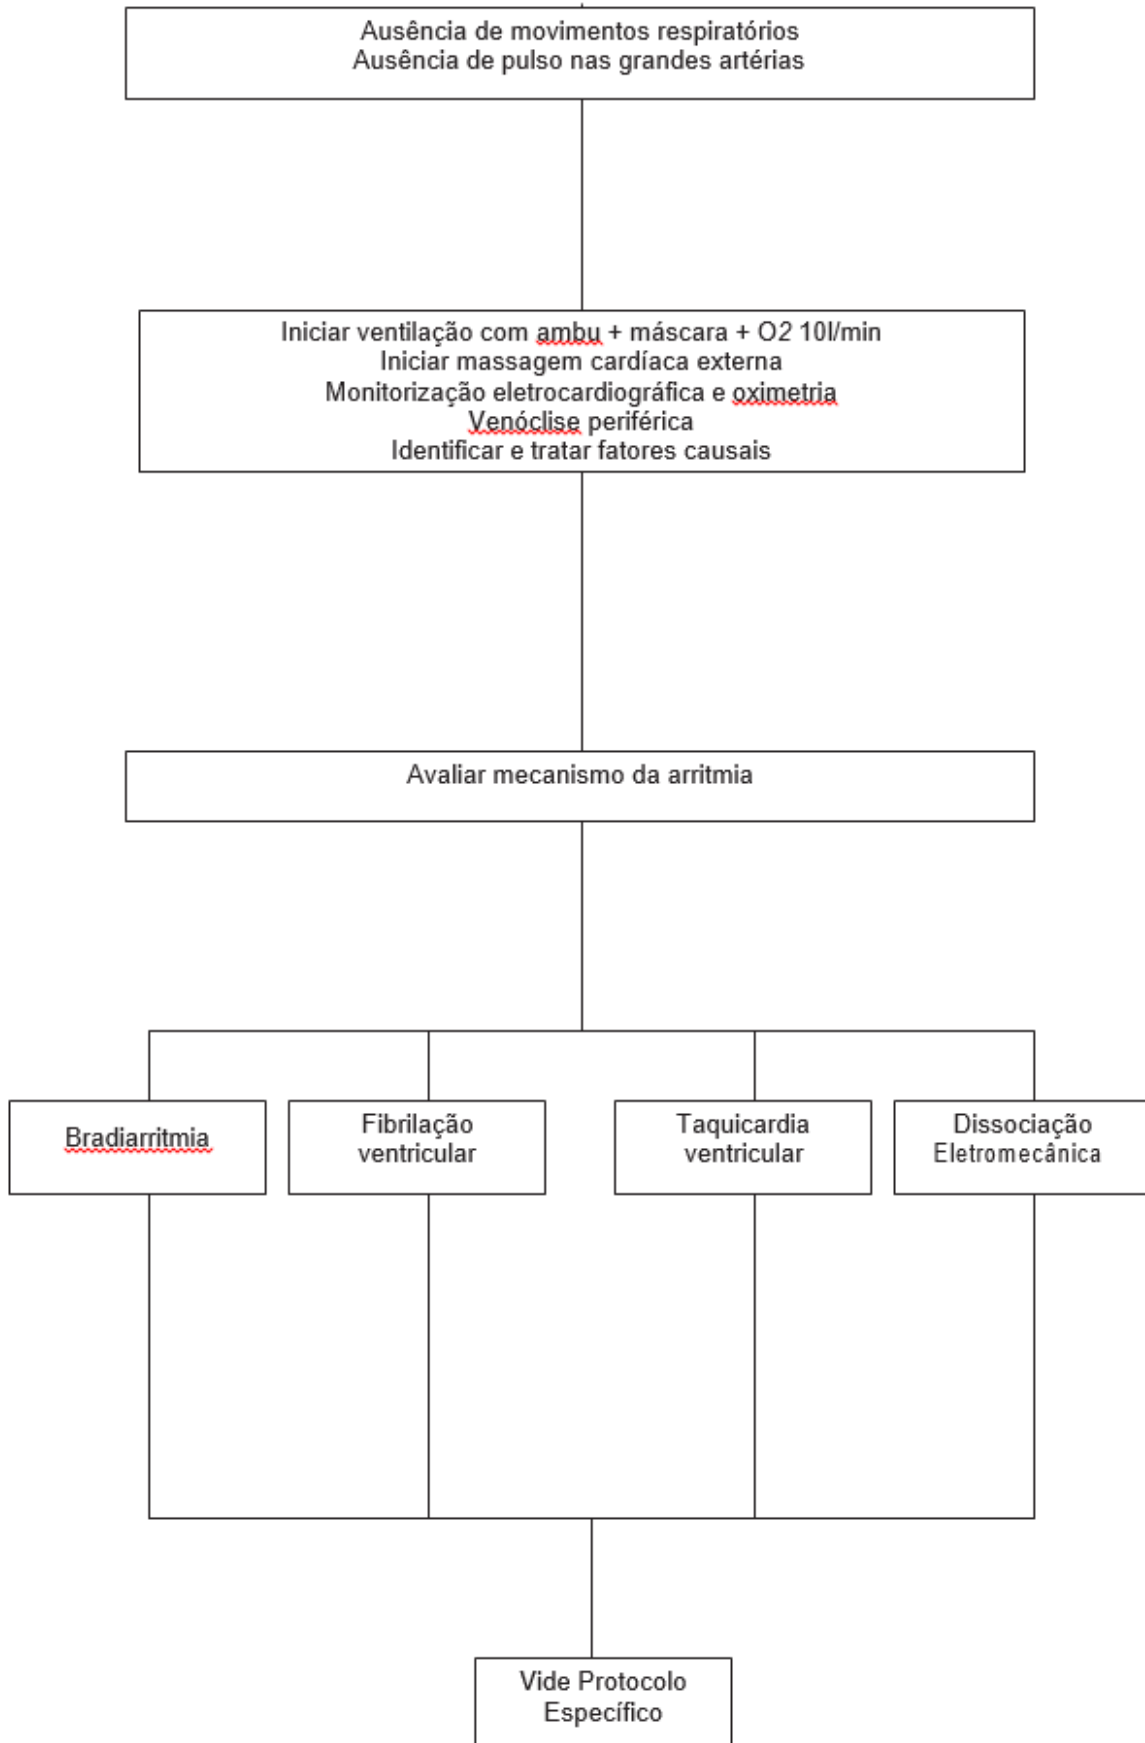 Ausência de movimentos respiratórios
Ausência de pulso nas grandes artérias
Iniciar ventilação com ambu + máscara + O2 10l/min
Iniciar massagem cardíaca externa
Monitorização eletrocardiográfica e oximetria
Venóclise periférica
Identificar e tratar fatores causais
Avaliar mecanismo da arritmia
Bradiarritmia
Fibrilação
ventricular
Taquicardia
ventricular
Dissociação
Eletromecânica
Vide Protocolo
Específico